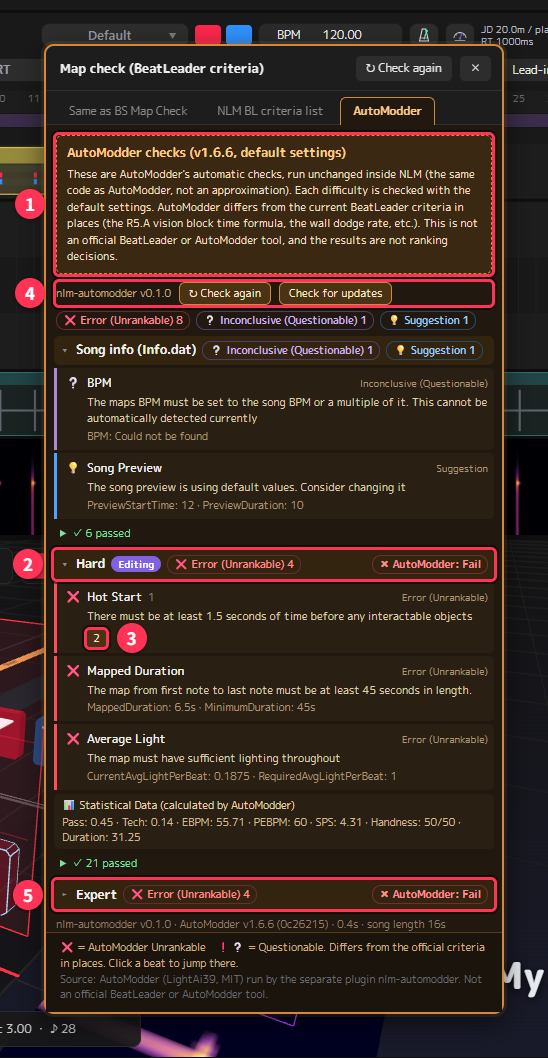 Default
BPM 120.00
JD 20.0m / pla
RT 1000ms
RT
Map check (BeatLeader criteria)
↻ Check again
×
Lead-in
0 11
25
Same as BS Map Check
NLM BL criteria list
AutoModder
AutoModder checks (v1.6.6, default settings)
These are AutoModder's automatic checks, run unchanged inside NLM (the same
code as AutoModder, not an approximation). Each difficulty is checked with the
default settings. AutoModder differs from the current BeatLeader criteria in
places (the R5.A vision block time formula, the wall dodge rate, etc.). This is not
an official BeatLeader or AutoModder tool, and the results are not ranking
decisions.
1
4
nlm-automodder v0.1.0
↻ Check again
Check for updates
❌ Error (Unrankable) 8
❔ Inconclusive (Questionable) 1
💡 Suggestion 1
Song info (Info.dat)
❔ Inconclusive (Questionable) 1
💡 Suggestion 1
❔ BPM
Inconclusive (Questionable)
The maps BPM must be set to the song BPM or a multiple of it. This cannot be
automatically detected currently
BPM: Could not be found
💡 Song Preview
Suggestion
The song preview is using default values. Consider changing it
PreviewStartTime: 12 · PreviewDuration: 10
▶ ✓ 6 passed
2
Hard
Editing
❌ Error (Unrankable) 4
✖ AutoModder: Fail
❌ Hot Start 1
Error (Unrankable)
There must be at least 1.5 seconds of time before any interactable objects
2
3
❌ Mapped Duration
Error (Unrankable)
The map from first note to last note must be at least 45 seconds in length.
MappedDuration: 6.5s · MinimumDuration: 45s
❌ Average Light
Error (Unrankable)
The map must have sufficient lighting throughout
CurrentAvgLightPerBeat: 0.1875 · RequiredAvgLightPerBeat: 1
📊 Statistical Data (calculated by AutoModder)
Pass: 0.45 · Tech: 0.14 · EBPM: 55.71 · PEBPM: 60 · SPS: 4.31 · Handness: 50/50 ·
Duration: 31.25
▶ ✓ 21 passed
5
Expert
❌ Error (Unrankable) 4
✖ AutoModder: Fail
nlm-automodder v0.1.0 · AutoModder v1.6.6 (0c26215) · 0.4s · song length 16s
❌ = AutoModder Unrankable ❗❔ = Questionable. Differs from the official criteria
in places. Click a beat to jump there.
Source: AutoModder (LightAi39, MIT) run by the separate plugin nlm-automodder. Not
an official BeatLeader or AutoModder tool.
My
3.00 · ♪ 28